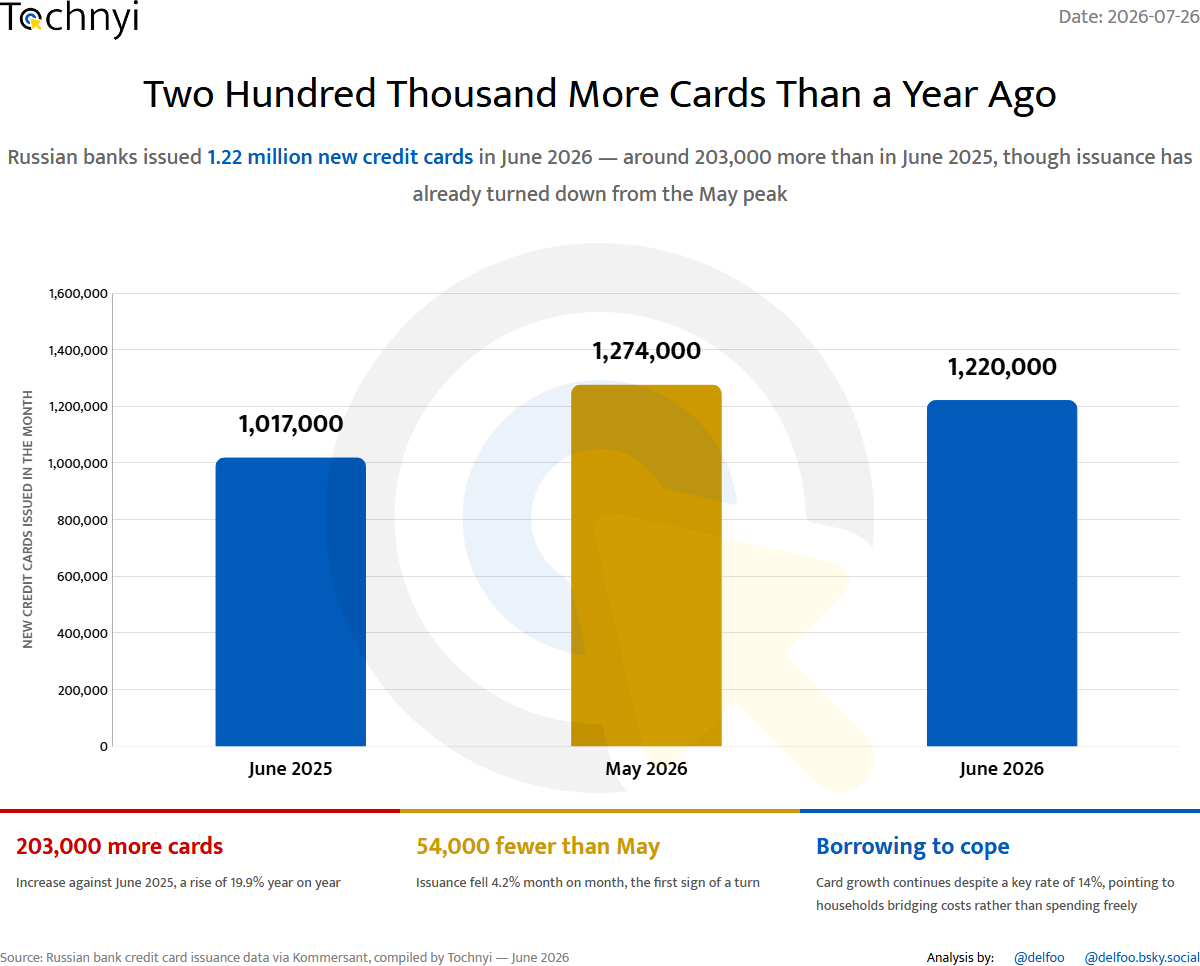 Tochnyi
Date: 2026-07-26
Two Hundred Thousand More Cards Than a Year Ago
Russian banks issued 1.22 million new credit cards in June 2026 — around 203,000 more than in June 2025, though issuance has
already turned down from the May peak
NEW CREDIT CARDS ISSUED IN THE MONTH
1,600,000
1,400,000
1,200,000
1,000,000
800,000
600,000
400,000
200,000
0
1,017,000
1,274,000
1,220,000
June 2025
May 2026
June 2026
203,000 more cards
Increase against June 2025, a rise of 19.9% year on year
54,000 fewer than May
Issuance fell 4.2% month on month, the first sign of a turn
Borrowing to cope
Card growth continues despite a key rate of 14%, pointing to
households bridging costs rather than spending freely
Source: Russian bank credit card issuance data via Kommersant, compiled by Tochnyi — June 2026
Analysis by: @delfoo @delfoo.bsky.social